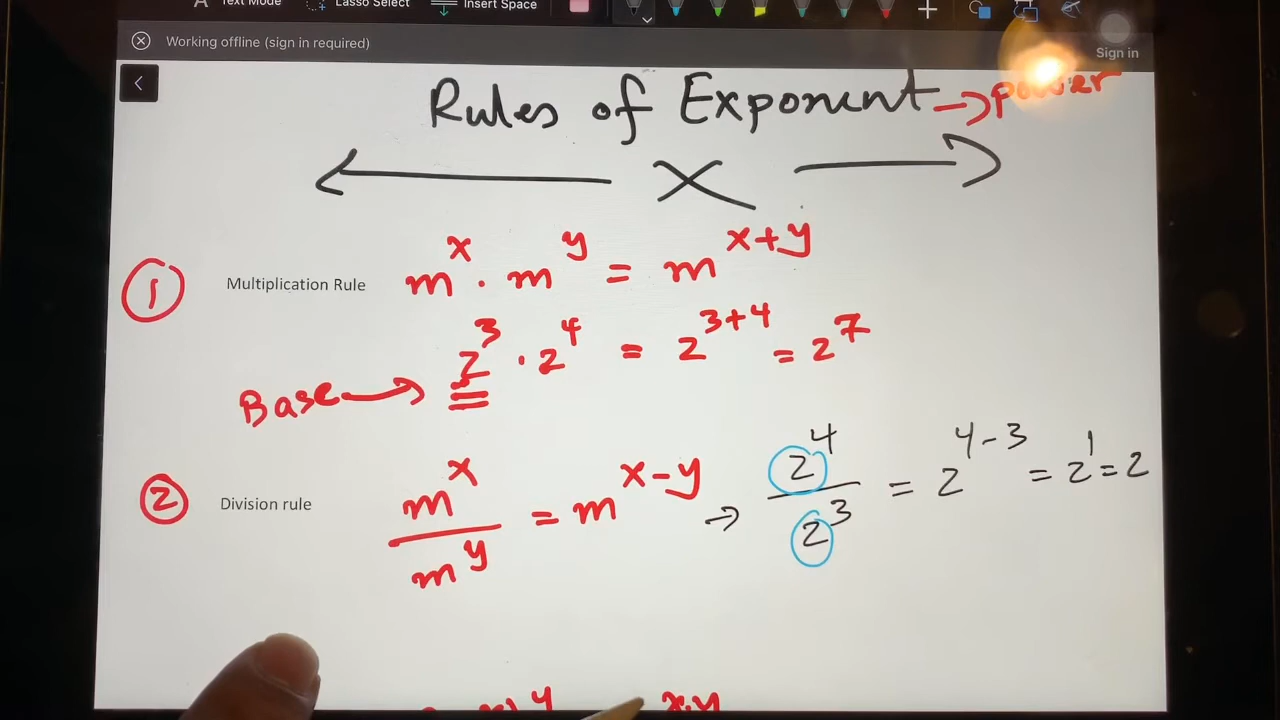 Text Mode Lasso Select Insert Space
Working offline (sign in required)
Sign in
Rules of Exponent → power
← X →
1 Multiplication Rule m^x · m^y = m^(x+y)
2^3 · 2^4 = 2^(3+4) = 2^7
Base →
2 Division rule m^x / m^y = m^(x-y) → 2^4 / 2^3 = 2^(4-3) = 2^1 = 2
y x.y